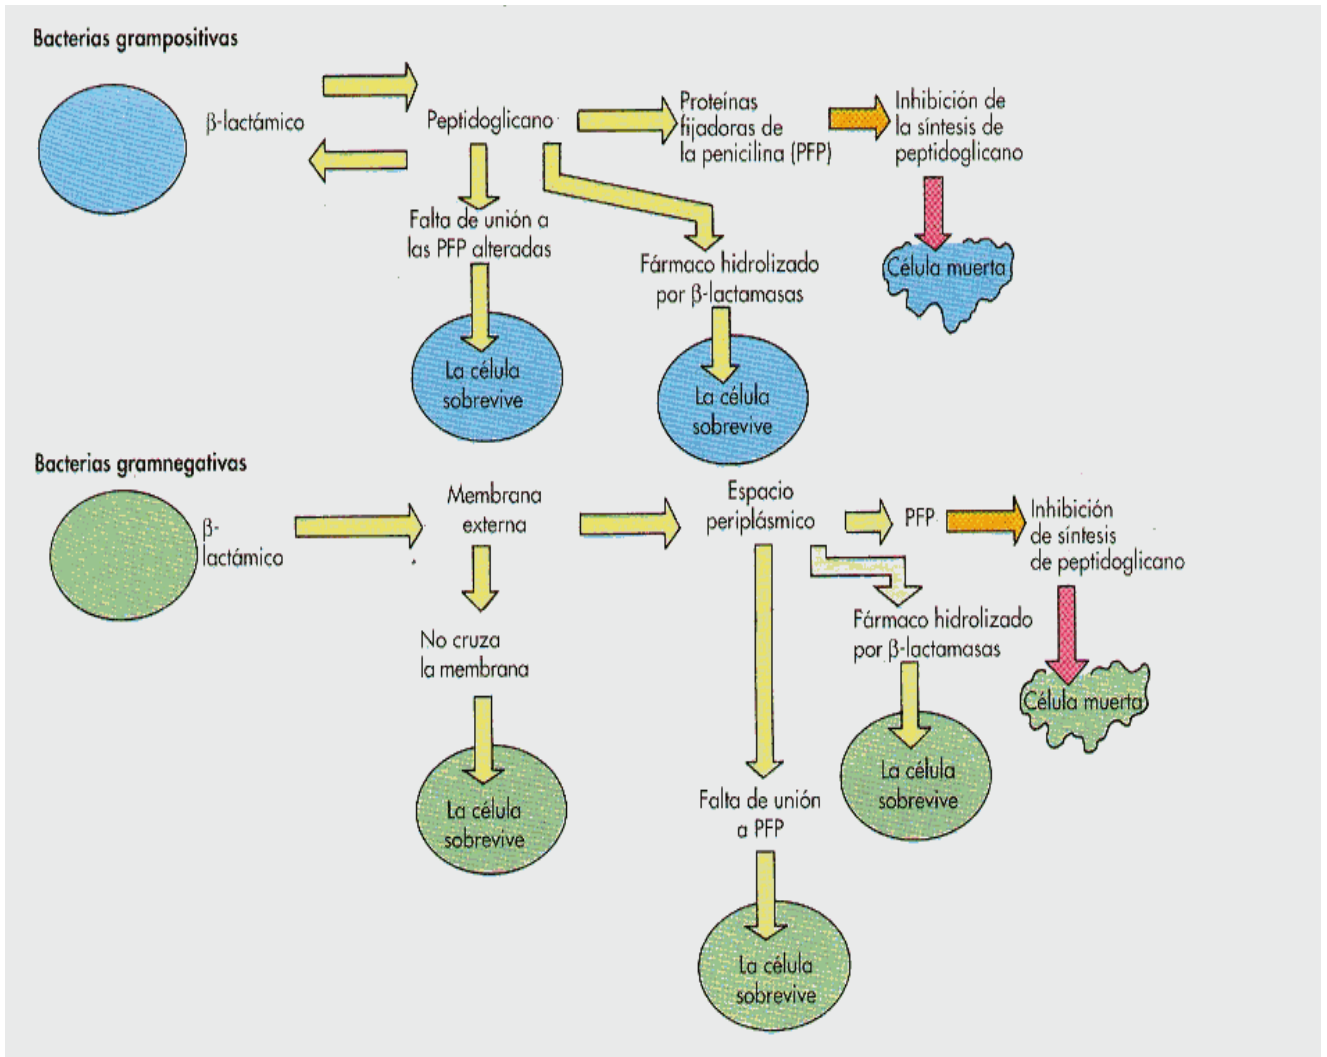 Bacterias grampositivas
β-lactámico
Peptidoglicano
Proteínas
fijadoras de
la penicilina (PFP)
Inhibición de
la síntesis de
peptidoglicano
Falta de unión a
las PFP alteradas
Fármaco hidrolizado
por β-lactamasas
Célula muerta
La célula
sobrevive
La célula
sobrevive
Bacterias gramnegativas
β-
lactámico
Membrana
externa
Espacio
periplásmico
PFP
Inhibición
de síntesis
de peptidoglicano
No cruza
la membrana
Fármaco hidrolizado
por β-lactamasas
Célula muerta
La célula
sobrevive
Falta de unión
a PFP
La célula
sobrevive
La célula
sobrevive